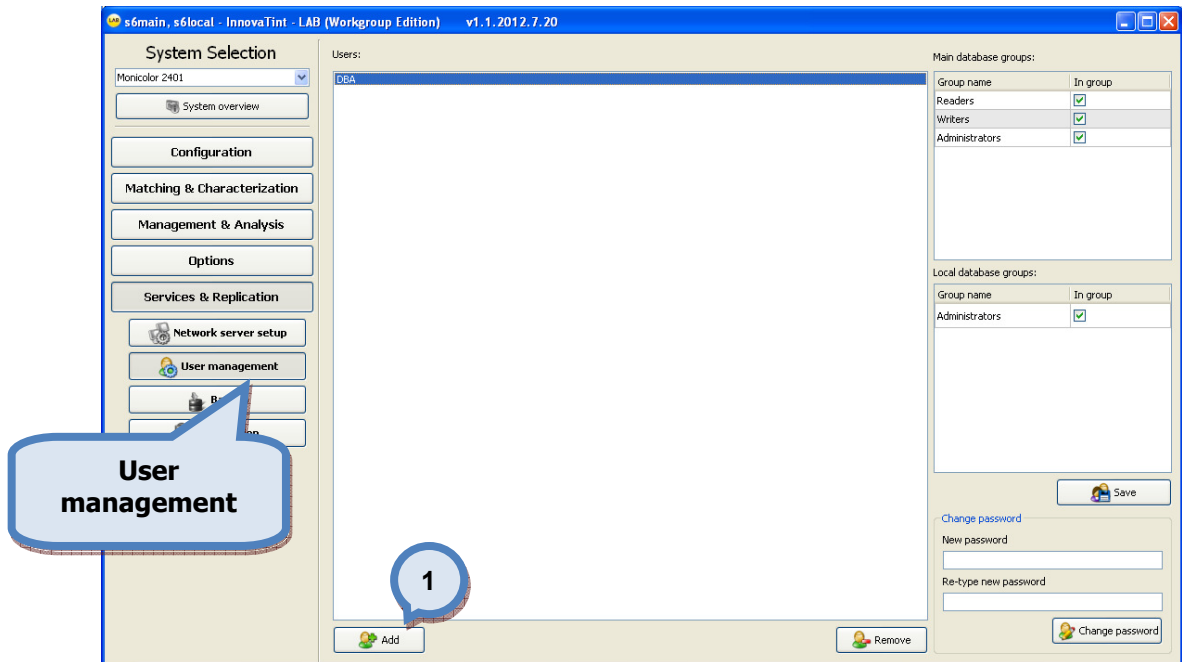 s6main, s6local - InnovaTint - LAB (Workgroup Edition) v1.1.2012.7.20
System Selection
Monicolor 2401
System overview
Configuration
Matching & Characterization
Management & Analysis
Options
Services & Replication
Network server setup
User management
User
management
Users:
DBA
1
Add
Remove
Main database groups:
Group name In group
Readers
Writers
Administrators
Local database groups:
Group name In group
Administrators
Save
Change password
New password
Re-type new password
Change password